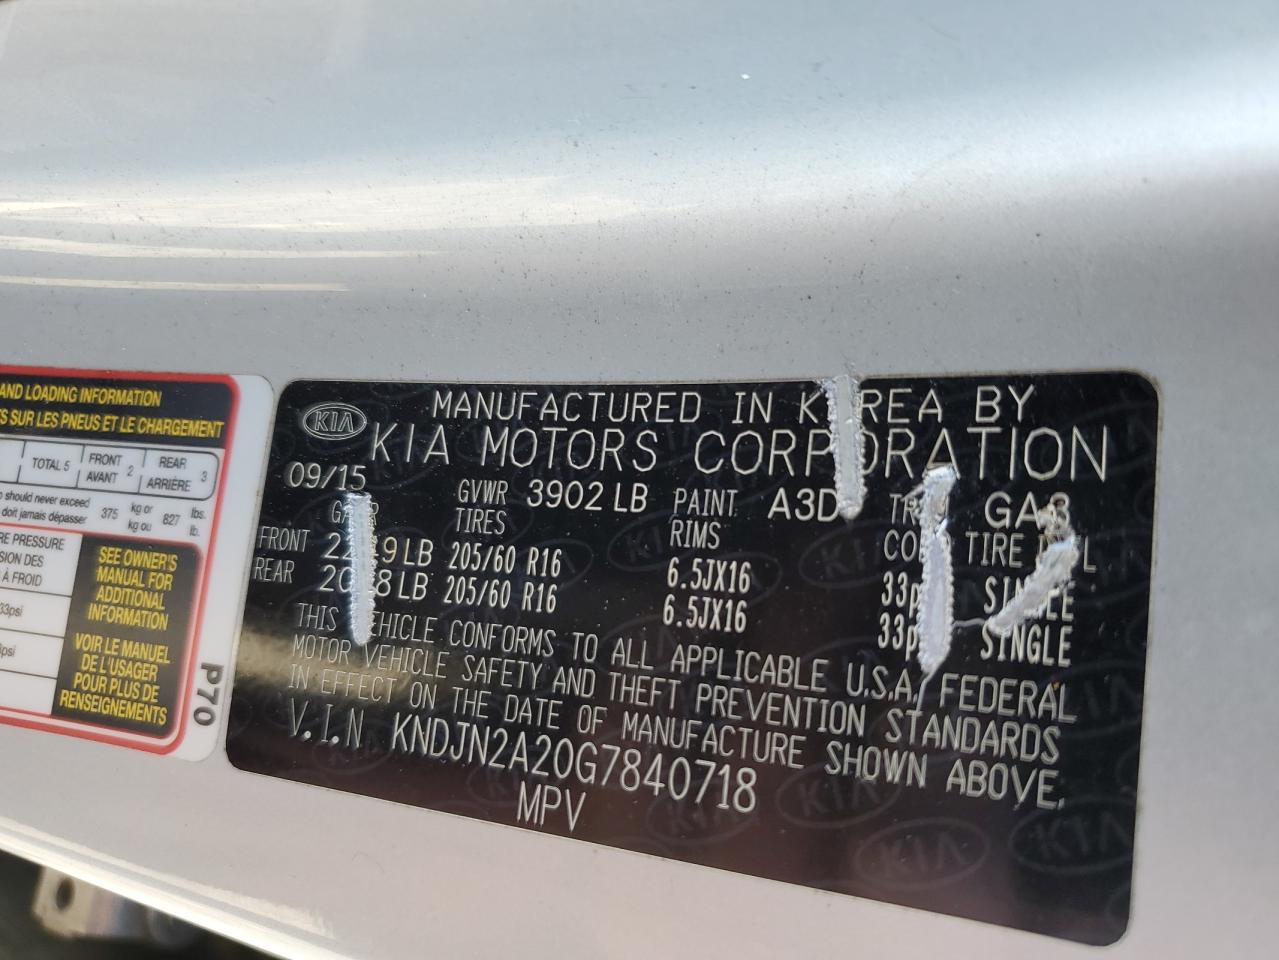 AND LOADING INFORMATION
SUR LES PNEUS ET LE CHARGEMENT
TOTAL 5 FRONT AVANT 2 REAR ARRIÈRE 3
should never exceed 375 kg or 827 lbs.
doit jamais dépasser kg ou lb.
PRESSURE
DES
À FROID
33psi
psi
SEE OWNER'S
MANUAL FOR
ADDITIONAL
INFORMATION
VOIR LE MANUEL
DE L'USAGER
POUR PLUS DE
RENSEIGNEMENTS
P70
KIA
MANUFACTURED IN KOREA BY
KIA MOTORS CORPORATION
09/15 GVWR 3902 LB PAINT A3D
TIRES RIMS TIRE
FRONT LB 205/60 R16 6.5JX16 33 SINGLE
REAR LB 205/60 R16 6.5JX16 33 SINGLE
THIS VEHICLE CONFORMS TO ALL APPLICABLE U.S.A. FEDERAL
MOTOR VEHICLE SAFETY AND THEFT PREVENTION STANDARDS
IN EFFECT ON THE DATE OF MANUFACTURE SHOWN ABOVE.
V.I.N KNDJN2A20G7840718
MPV